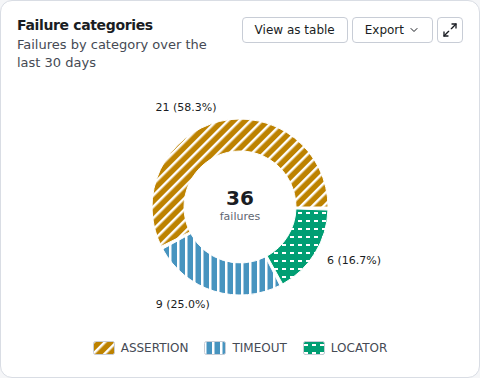 Failure categories
Failures by category over the
last 30 days
View as table
Export
21 (58.3%)
36
failures
6 (16.7%)
9 (25.0%)
ASSERTION
TIMEOUT
LOCATOR